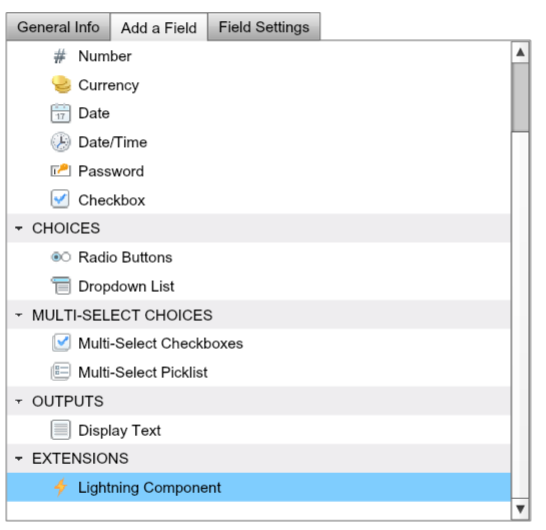 General Info Add a Field Field Settings
# Number
Currency
17 Date
Date/Time
Password
Checkbox
CHOICES
Radio Buttons
Dropdown List
MULTI-SELECT CHOICES
Multi-Select Checkboxes
Multi-Select Picklist
OUTPUTS
Display Text
EXTENSIONS
Lightning Component